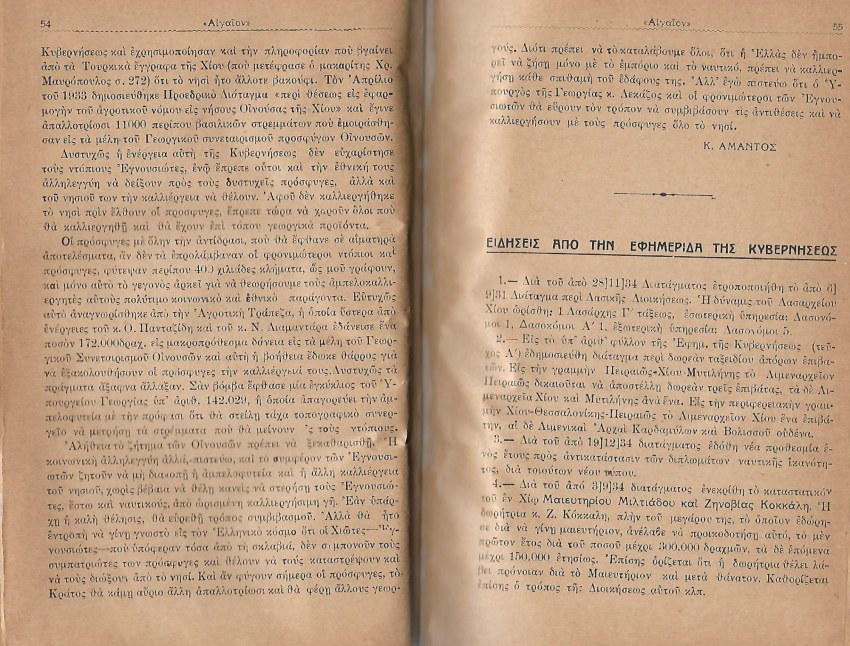 54
«Αἰγαῖον»
Κυβερνήσεως καὶ ἐχρησιμοποίησαν καὶ τὴν πληροφορίαν ποὺ βγαίνει
ἀπὸ τὰ Τουρκικὰ ἔγγραφα τῆς Χίου (ποὺ μετέφρασε ὁ μακαρίτης Χρ.
Μαυρόπουλος σ. 272) ὅτι τὸ νησὶ ἦτο ἄλλοτε βακούφι. Τὸν Ἀπρίλιο
τοῦ 1933 δημοσιεύθηκε Προεδρικὸ Διάταγμα «περὶ θέσεως εἰς ἐφαρ-
μογὴν τοῦ ἀγροτικοῦ νόμου εἰς νήσους Οἰνούσας τῆς Χίου» καὶ ἔγινε
ἀπαλλοτρίωσι 11000 περίπου βασιλικῶν στρεμμάτων ποὺ ἐμοιράσθη-
σαν εἰς τὰ μέλη τοῦ Γεωργικοῦ συνεταιρισμοῦ προσφύγων Οἰνουσῶν.
Δυστυχῶς ἡ ἐνέργεια αὐτὴ τῆς Κυβερνήσεως δὲν εὐχαρίστησε
τοὺς ντόπιους Ἐγνουσιῶτες, ἐνῷ ἔπρεπε οὗτοι καὶ τὴν ἐθνική τους
ἀλληλεγγύη νὰ δείξουν πρὸς τοὺς δυστυχεῖς πρόσφυγες, ἀλλὰ καὶ
τοῦ νησιοῦ των τὴν καλλιέργεια νὰ θέλουν. Ἀφοῦ δὲν καλλιεργήθηκε
τὸ νησὶ πρὶν ἔλθουν οἱ πρόσφυγες, ἔπρεπε τώρα νὰ χαροῦν ὅλοι ποὺ
θὰ καλλιεργηθῇ καὶ θὰ ἔχουν ἐπὶ τόπου γεωργικὰ προϊόντα.
Οἱ πρόσφυγες μὲ ὅλην τὴν ἀντίδρασι, ποὺ θὰ ἔφθανε σὲ αἱματηρὰ
ἀποτελέσματα, ἂν δὲν τὰ ἐπρολάμβαναν οἱ φρονιμώτεροι ντόπιοι καὶ
πρόσφυγες, φύτεψαν περίπου 400 χιλιάδες κλήματα, ὡς μοῦ γράφουν,
καὶ μόνο αὐτὸ τὸ γεγονὸς ἀρκεῖ γιὰ νὰ θεωρήσουμε τοὺς ἀμπελοκαλλι-
εργητὲς αὐτοὺς πολύτιμο κοινωνικὸ καὶ ἐθνικὸ παράγοντα. Εὐτυχῶς
αὐτὸ ἀναγνωρίσθηκε ἀπὸ τὴν Ἀγροτικὴ Τράπεζα, ἡ ὁποία ὕστερα ἀπὸ
ἐνέργειες τοῦ κ. Ο. Πανταζίδη καὶ τοῦ κ. Ν. Διαμαντάρα ἐδάνεισε ἕνα
ποσὸν 172.000 δραχ. εἰς μακροπρόθεσμα δάνεια εἰς τὰ μέλη τοῦ Γεωρ-
γικοῦ Συνεταιρισμοῦ Οἰνουσῶν καὶ αὐτὴ ἡ βοήθεια ἔδωκε θάρρος γιὰ
νὰ ἐξακολουθήσουν οἱ πρόσφυγες τὴν καλλιέργειά τους. Δυστυχῶς τὰ
πράγματα ἄξαφνα ἄλλαξαν. Σὰν βόμβα ἔφθασε μία ἐγκύκλιος τοῦ Ὑ-
πουργείου Γεωργίας ὑπ' ἀριθ. 142.029, ἡ ὁποία ἀπαγορεύει τὴν ἀμ-
πελοφυτεία μὲ τὴν πρόφασι ὅτι θὰ στείλῃ τάχα τοπογραφικὸ συνερ-
γεῖο νὰ μετρήσῃ τὰ στρέμματα ποὺ θὰ μείνουν ς τοὺς ντόπιους.
Ἀλήθεια τὸ ζήτημα τῶν Οἰνουσῶν πρέπει νὰ ξεκαθαρισθῇ. Ἡ
κοινωνικὴ ἀλληλεγγύη ἀλλὰ, πιστεύω, καὶ τὸ συμφέρον τῶν Ἐγνουσι-
ωτῶν ζητοῦν νὰ μὴ διακοπῇ ἡ ἀμπελοφυτεία καὶ ἡ ἄλλη καλλιέργεια
τοῦ νησιοῦ, χωρὶς βέβαια νὰ θέλῃ κανεὶς νὰ στερήσῃ τοὺς Ἐγνουσιῶ-
τες, ἔστω καὶ ναυτικούς, ἀπὸ ὡρισμένη καλλιεργήσιμη γῆ. Ἐὰν ὑπάρ-
χῃ ἡ καλὴ θέλησις, θὰ εὑρεθῇ τρόπος συμβιβασμοῦ. Ἀλλὰ θὰ ἦτο
ἐντροπὴ νὰ γίνῃ γνωστὸ εἰς τὸν Ἑλληνικὸ κόσμο ὅτι οἱ Χιῶτες—Ἐγ-
νουσιῶτες—ποὺ ὑπόφεραν τόσα ἀπὸ τὴ σκλαβιά, δὲν συμπονοῦν τοὺς
συμπατριώτες των πρόσφυγες καὶ θέλουν νὰ τοὺς καταστρέψουν καὶ
νὰ τοὺς διώξουν ἀπὸ τὸ νησί. Καὶ ἂν φύγουν σήμερα οἱ πρόσφυγες, τὸ
Κράτος θὰ κάμῃ αὔριο ἄλλη ἀπαλλοτρίωσι καὶ θὰ φέρῃ ἄλλους γεωρ-
«Αἰγαῖον»
55
γούς. Διότι πρέπει νὰ τὸ καταλάβουμε ὅλοι, ὅτι ἡ Ἑλλὰς δὲν ἠμπο-
ρεῖ νὰ ζήσῃ μόνο μὲ τὸ ἐμπόριο καὶ τὸ ναυτικό, πρέπει νὰ καλλιερ-
γήσῃ κάθε σπιθαμὴ τοῦ ἐδάφους της. Ἀλλ' ἐγὼ πιστεύω ὅτι ὁ Ὑ-
πουργὸς τῆς Γεωργίας κ. Λεκάζος καὶ οἱ φρονιμώτεροι τῶν Ἐγνου-
σιωτῶν θὰ εὕρουν τὸν τρόπον νὰ συμβιβάσουν τὶς ἀντιθέσεις καὶ νὰ
καλλιεργήσουν μὲ τοὺς πρόσφυγες ὅλο τὸ νησί.
Κ. ΑΜΑΝΤΟΣ
ΕΙΔΗΣΕΙΣ ΑΠΟ ΤΗΝ ΕΦΗΜΕΡΙΔΑ ΤΗΣ ΚΥΒΕΡΝΗΣΕΩΣ
1.— Διὰ τοῦ ἀπὸ 28]11]34 Διατάγματος ἐτροποποιήθη τὸ ἀπὸ 3]
9]31 Διάταγμα περὶ Δασικῆς Διοικήσεως. Ἡ δύναμις τοῦ Δασαρχείου
Χίου ὡρίσθη: 1 Δασάρχης Γ΄ τάξεως, ἐσωτερικὴ ὑπηρεσία: Δασονό-
μοι 1, Δασοκόμοι Α΄ 1, ἐξωτερικὴ ὑπηρεσία: Δασονόμοι 5.
2.— Εἰς τὸ ὑπ' ἀριθ' φύλλον τῆς Ἐφημ. τῆς Κυβερνήσεως (τεῦ-
χος Α΄) ἐδημοσιεύθη διάταγμα περὶ δωρεὰν ταξειδίου ἀπόρων ἐπιβα-
τῶν. Εἰς τὴν γραμμὴν Πειραιῶς-Χίου-Μυτιλήνης τὸ Λιμεναρχεῖον
Πειραιῶς δικαιοῦται νὰ ἀποστέλλῃ δωρεὰν τρεῖς ἐπιβάτας, τὰ δὲ Λι-
μεναρχεῖα Χίου καὶ Μυτιλήνης ἀνὰ ἕνα. Εἰς τὴν περιφερειακὴν γραμ-
μὴν Χίου-Θεσσαλονίκης-Πειραιῶς τὸ Λιμεναρχεῖον Χίου ἕνα ἐπιβά-
την, αἱ δὲ Λιμενικαὶ Ἀρχαὶ Καρδαμύλων καὶ Βολισσοῦ οὐδένα.
3.— Διὰ τοῦ ἀπὸ 19]12]34 διατάγματος ἐδόθη νέα προθεσμία ἑ-
νὸς ἔτους πρὸς ἀντικατάστασιν τῶν διπλωμάτων ναυτικῆς ἱκανότη-
τος, διὰ τοιούτων νέου τύπου.
4.— Διὰ τοῦ ἀπὸ 3]9]34 διατάγματος ἐνεκρίθη τὸ καταστατικὸν
τοῦ ἐν Χίῳ Μαιευτηρίου Μιλτιάδου καὶ Ζηνοβίας Κοκκάλη. Ἡ
δωρήτρια κ. Ζ. Κόκκαλη, πλὴν τοῦ μεγάρου της, τὸ ὁποῖον ἐδώρη-
σε διὰ νὰ γίνῃ μαιευτήριον, ἀνέλαβε νὰ προικοδοτήσῃ αὐτό, τὸ μὲν
πρῶτον ἔτος διὰ τοῦ ποσοῦ μέχρι 300.000 δραχμῶν, τὰ δὲ ἑπόμενα
μέχρι 150.000 ἐτησίως. Ἐπίσης ὁρίζεται ὅτι ἡ δωρήτρια θέλει λά-
βει πρόνοιαν διὰ τὸ Μαιευτήριον καὶ μετὰ θάνατον. Καθορίζεται
ἐπίσης ὁ τρόπος τῆς Διοικήσεως αὐτοῦ κλπ.